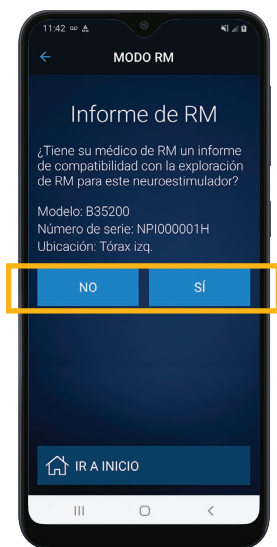 11:42
MODO RM
Informe de RM
¿Tiene su médico de RM un informe
de compatibilidad con la exploración
de RM para este neuroestimulador?
Modelo: B35200
Número de serie: NPI000001H
Ubicación: Tórax izq.
NO SÍ
IR A INICIO